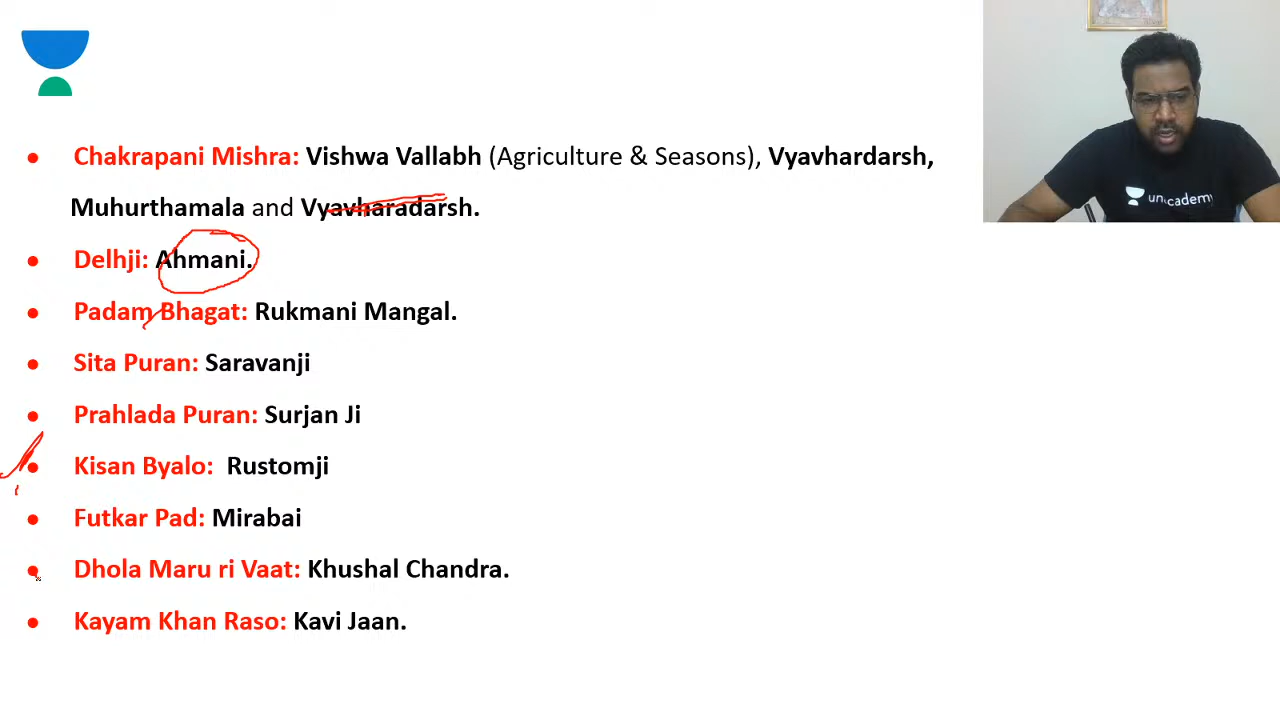 ● Chakrapani Mishra: Vishwa Vallabh (Agriculture & Seasons), Vyavhardarsh,
Muhurthamala and Vyavharadarsh.
● Delhji: Ahmani.
● Padam Bhagat: Rukmani Mangal.
● Sita Puran: Saravanji
● Prahlada Puran: Surjan Ji
● Kisan Byalo: Rustomji
● Futkar Pad: Mirabai
● Dhola Maru ri Vaat: Khushal Chandra.
● Kayam Khan Raso: Kavi Jaan.
unacademy